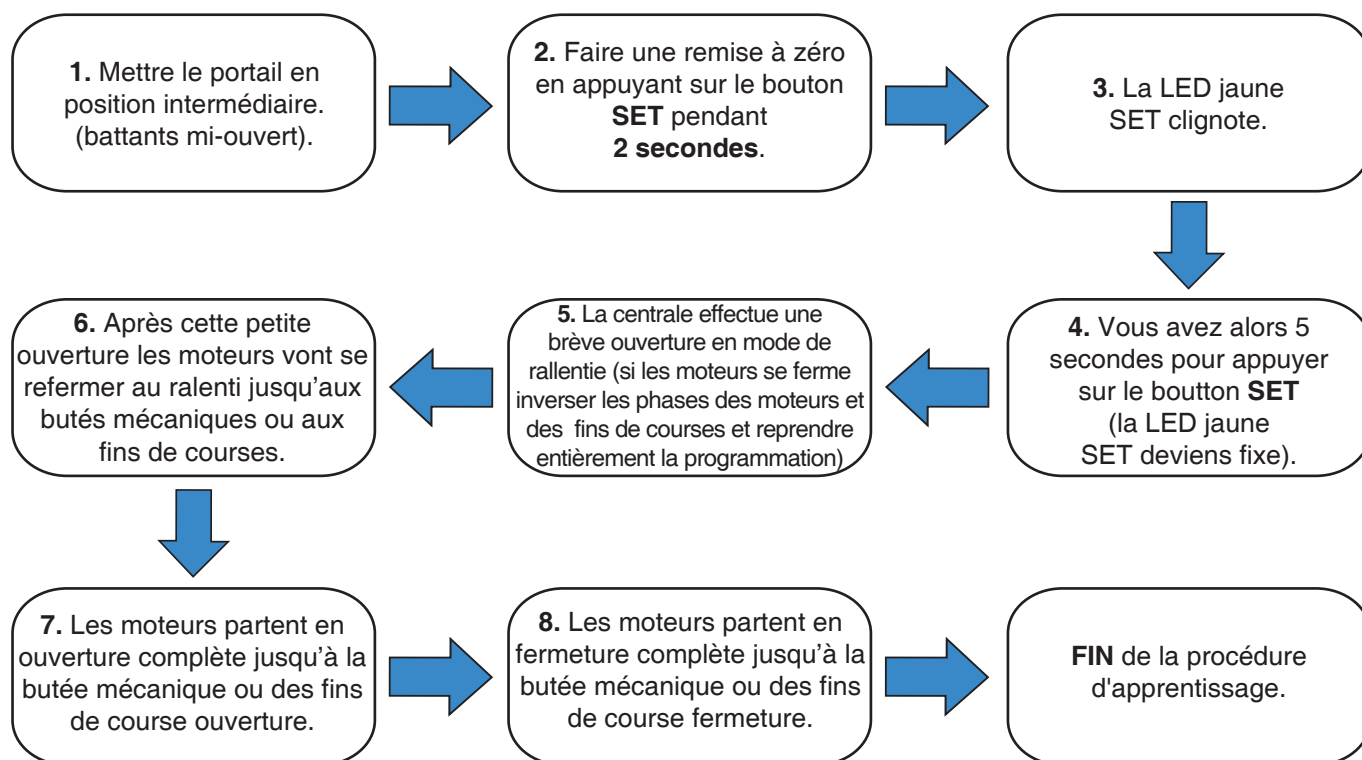 1. Mettre le portail en
position intermédiaire.
(battants mi-ouvert).
2. Faire une remise à zéro
en appuyant sur le bouton
SET pendant
2 secondes.
3. La LED jaune
SET clignote.
4. Vous avez alors 5
secondes pour appuyer
sur le boutton SET
(la LED jaune
SET deviens fixe).
5. La centrale effectue une
brève ouverture en mode de
rallentie (si les moteurs se ferme
inverser les phases des moteurs et
des fins de courses et reprendre
entièrement la programmation)
6. Après cette petite
ouverture les moteurs vont se
refermer au ralenti jusqu'aux
butés mécaniques ou aux
fins de courses.
7. Les moteurs partent en
ouverture complète jusqu'à la
butée mécanique ou des fins
de course ouverture.
8. Les moteurs partent en
fermeture complète jusqu'à la
butée mécanique ou des fins
de course fermeture.
FIN de la procédure
d'apprentissage.